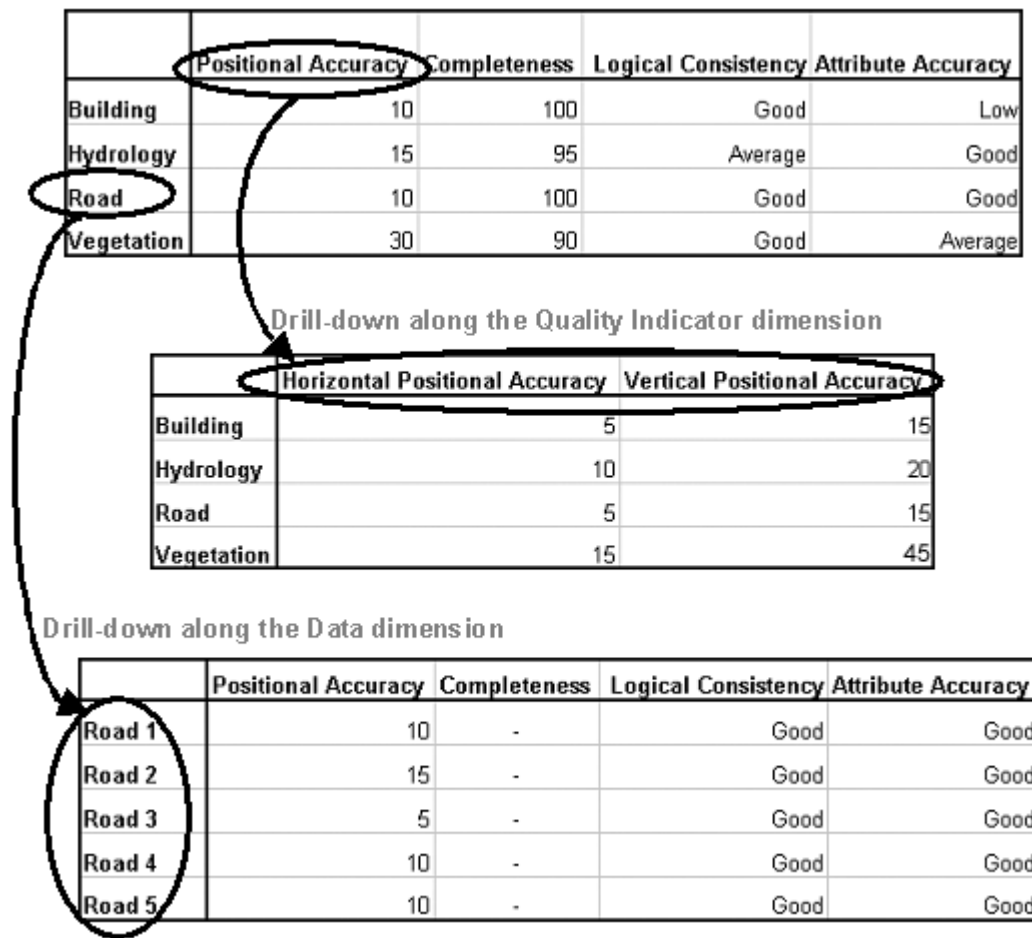 Positional Accuracy Completeness Logical Consistency Attribute Accuracy
Building 10 100 Good Low
Hydrology 15 95 Average Good
Road 10 100 Good Good
Vegetation 30 90 Good Average
Drill-down along the Quality Indicator dimension
Horizontal Positional Accuracy Vertical Positional Accuracy
Building 5 15
Hydrology 10 20
Road 5 15
Vegetation 15 45
Drill-down along the Data dimension
Positional Accuracy Completeness Logical Consistency Attribute Accuracy
Road 1 10 - Good Good
Road 2 15 - Good Good
Road 3 5 - Good Good
Road 4 10 - Good Good
Road 5 10 - Good Good